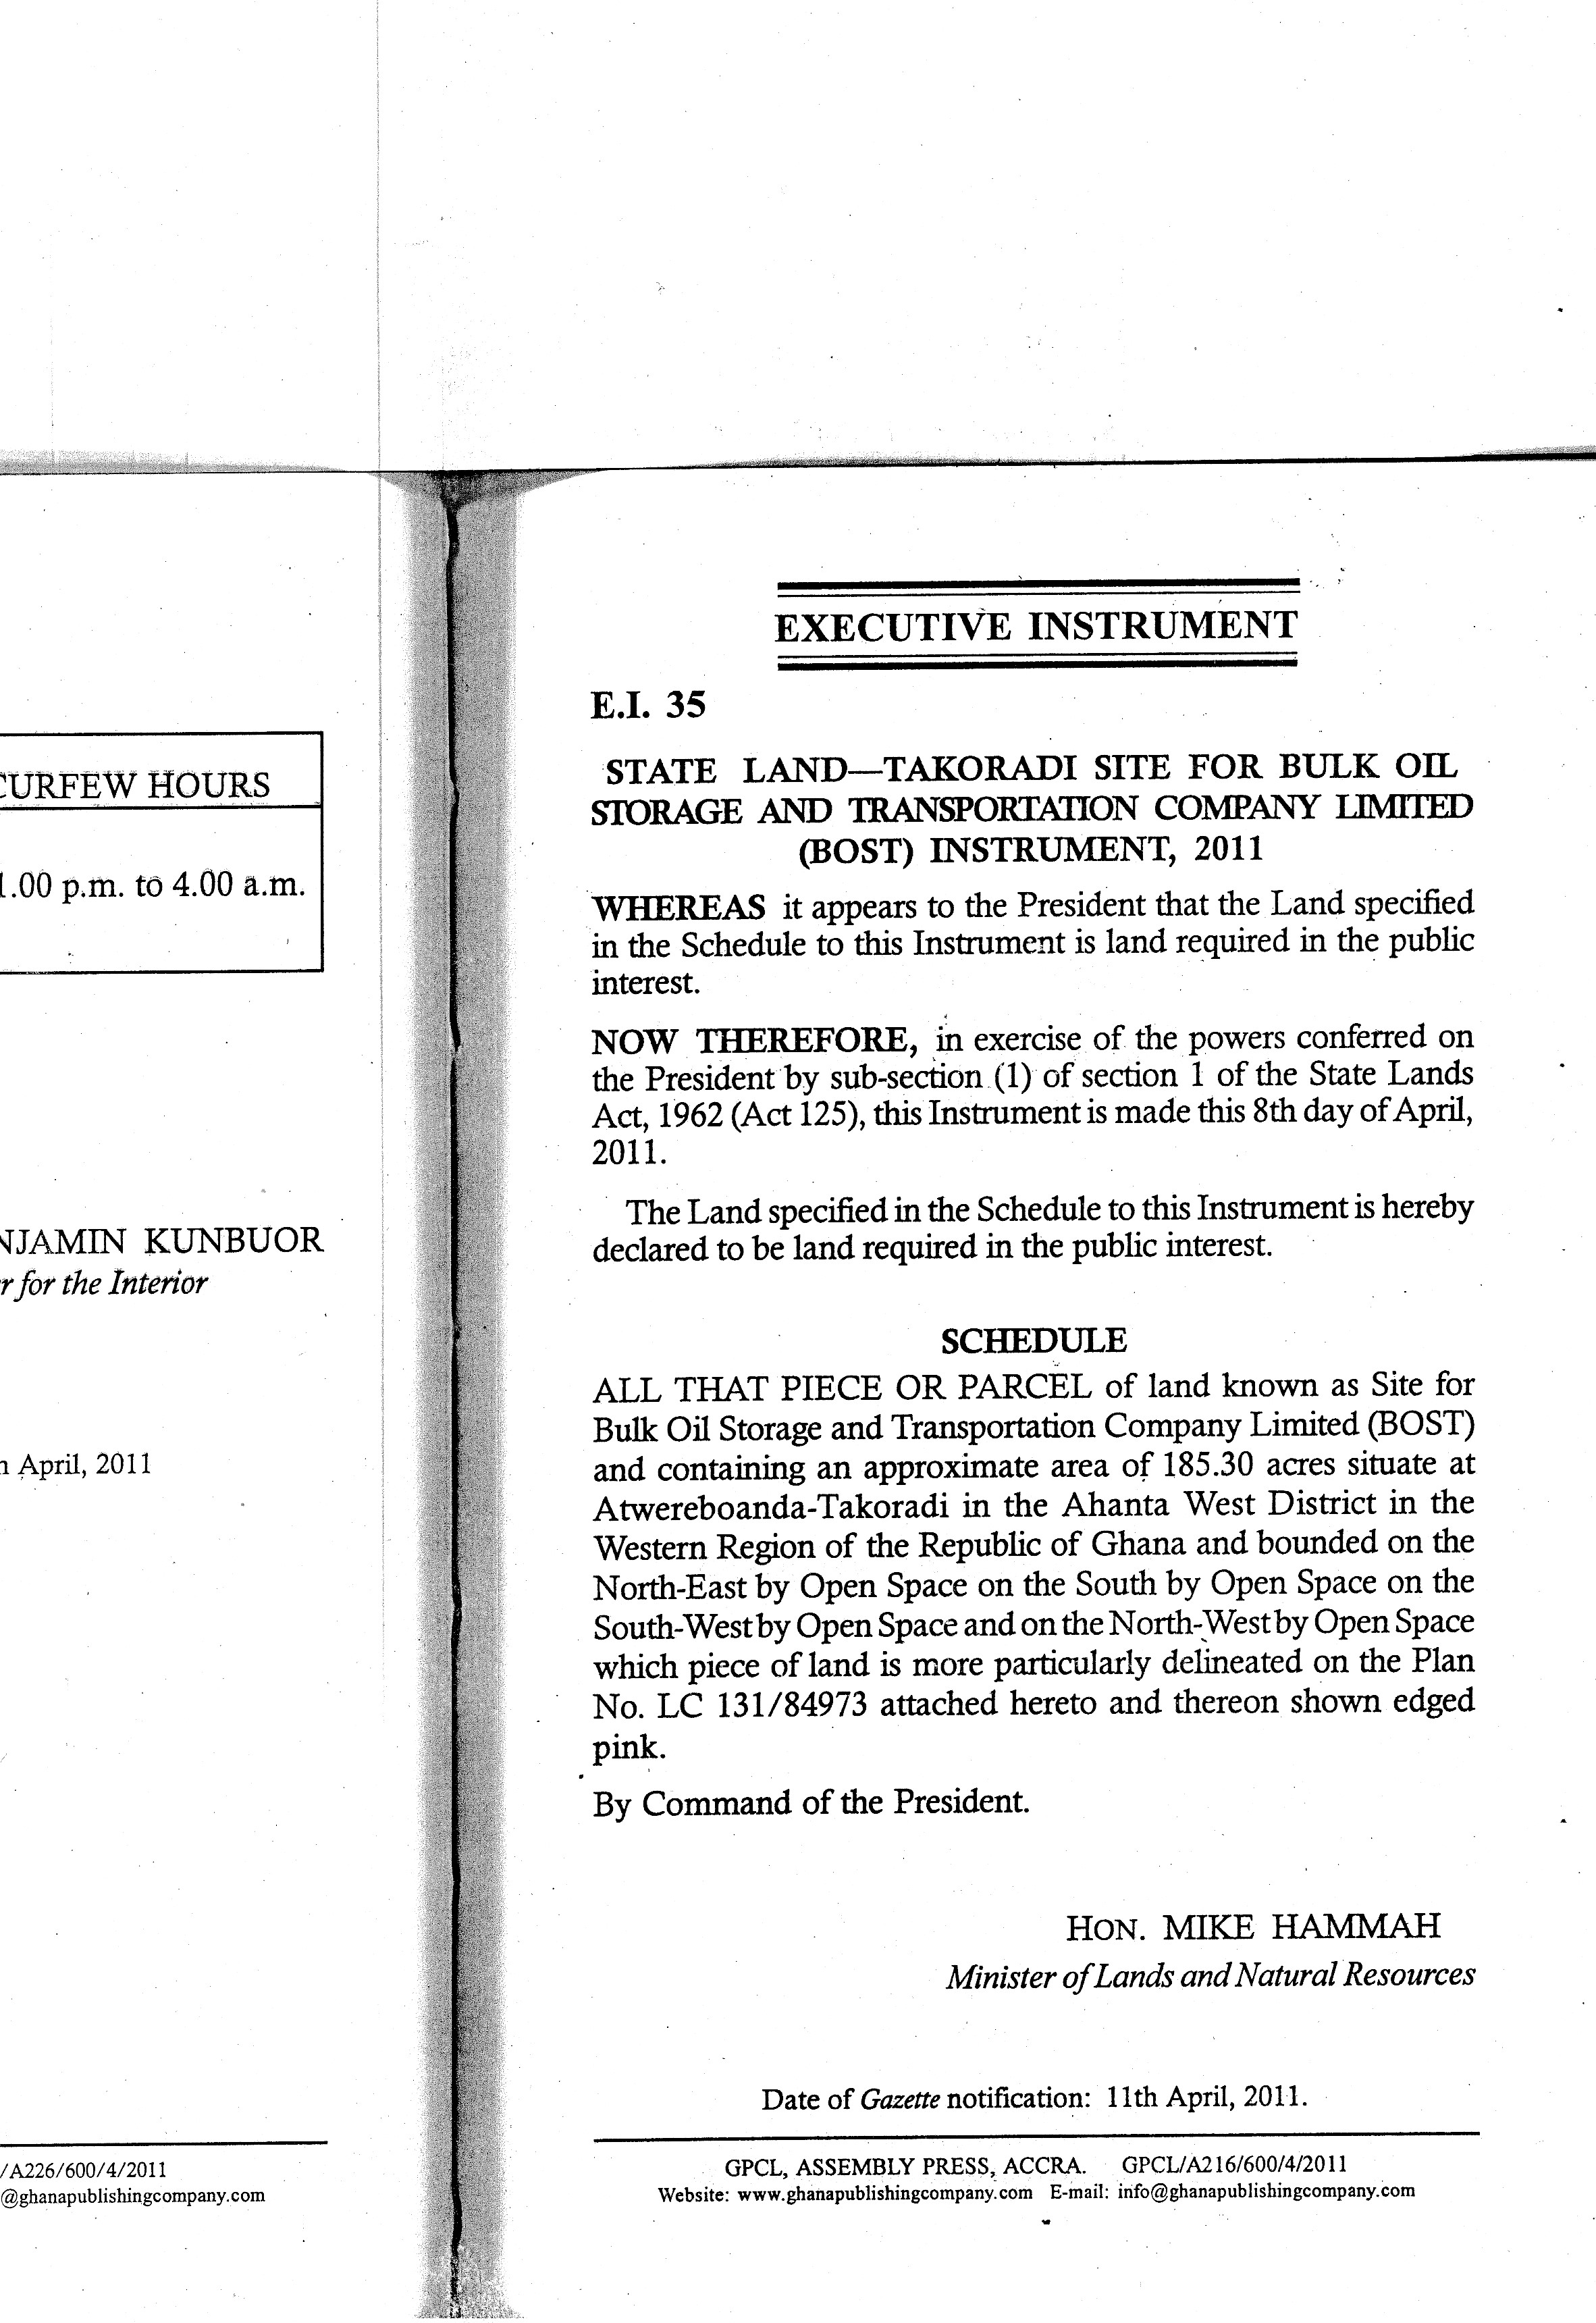 CURFEW HOURS
1.00 p.m. to 4.00 a.m.
NJAMIN KUNBUOR
r for the Interior
April, 2011
/A226/600/4/2011
@ghanapublishingcompany.com
EXECUTIVE INSTRUMENT
E.I. 35
STATE LAND—TAKORADI SITE FOR BULK OIL
STORAGE AND TRANSPORTATION COMPANY LIMITED
(BOST) INSTRUMENT, 2011
WHEREAS it appears to the President that the Land specified
in the Schedule to this Instrument is land required in the public
interest.
NOW THEREFORE, in exercise of the powers conferred on
the President by sub-section (1) of section 1 of the State Lands
Act, 1962 (Act 125), this Instrument is made this 8th day of April,
2011.
The Land specified in the Schedule to this Instrument is hereby
declared to be land required in the public interest.
SCHEDULE
ALL THAT PIECE OR PARCEL of land known as Site for
Bulk Oil Storage and Transportation Company Limited (BOST)
and containing an approximate area of 185.30 acres situate at
Atwereboanda-Takoradi in the Ahanta West District in the
Western Region of the Republic of Ghana and bounded on the
North-East by Open Space on the South by Open Space on the
South-West by Open Space and on the North-West by Open Space
which piece of land is more particularly delineated on the Plan
No. LC 131/84973 attached hereto and thereon shown edged
pink.
By Command of the President.
HON. MIKE HAMMAH
Minister of Lands and Natural Resources
Date of Gazette notification: 11th April, 2011.
GPCL, ASSEMBLY PRESS, ACCRA. GPCL/A216/600/4/2011
Website: www.ghanapublishingcompany.com E-mail: info@ghanapublishingcompany.com